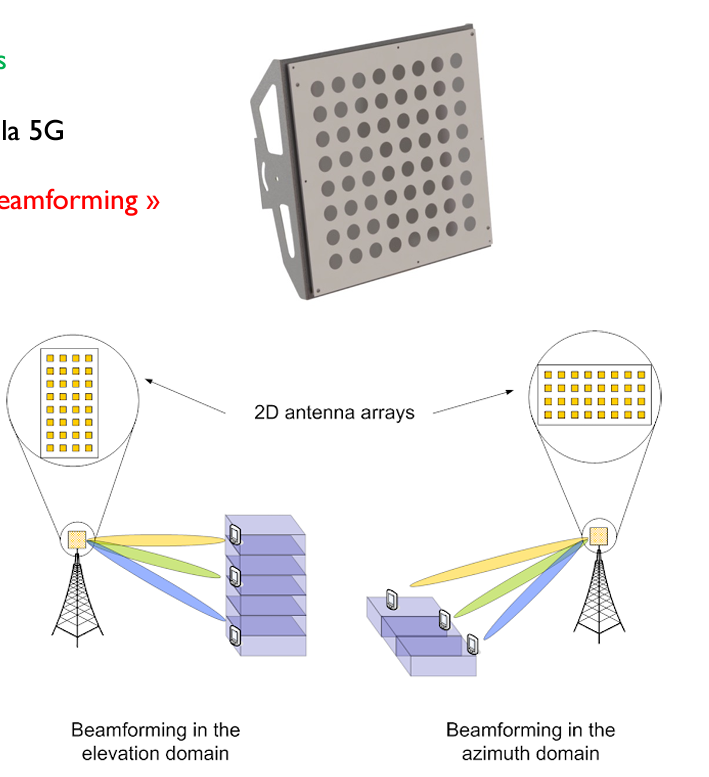 s
la 5G
eamforming »
2D antenna arrays
Beamforming in the
elevation domain
Beamforming in the
azimuth domain